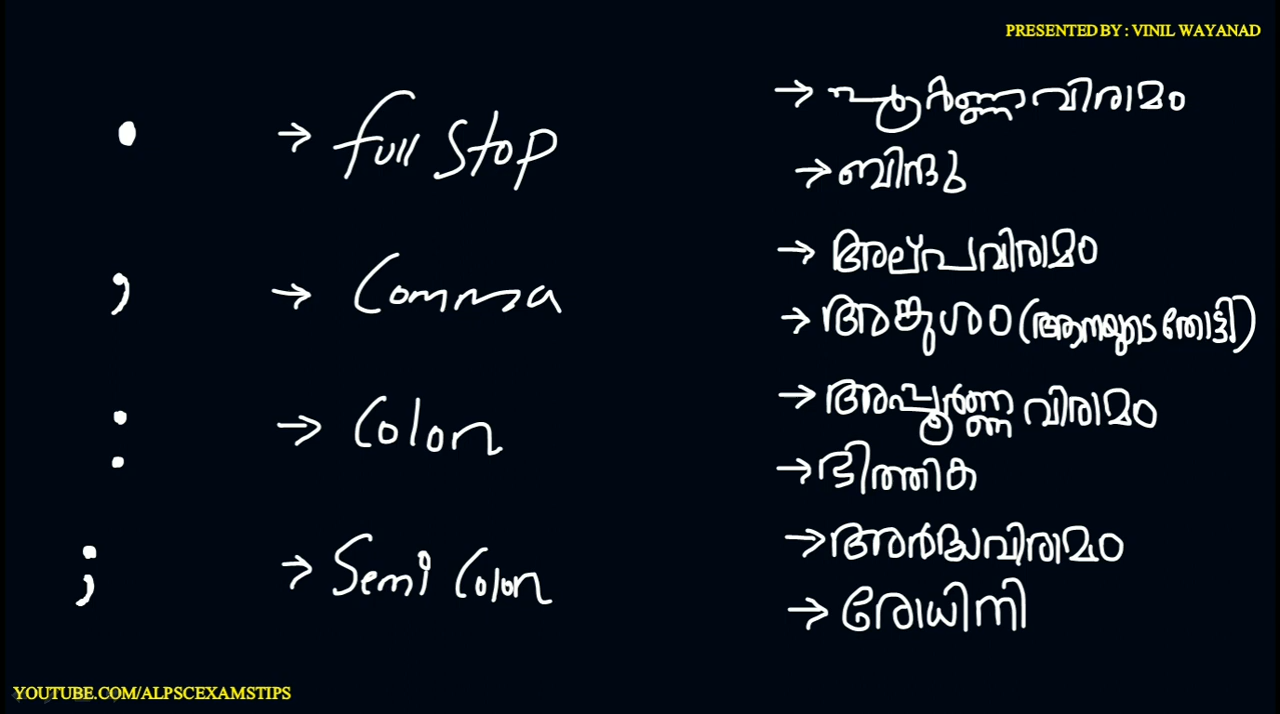 PRESENTED BY : VINIL WAYANAD
. → Full Stop → പൂർണ്ണവിരാമം
→ ബിന്ദു
, → Comma → അല്പവിരാമം
→ അങ്കുശം (ആനയുടെ തോട്ടി)
: → Colon → അപൂർണ്ണ വിരാമം
→ ഭിത്തിക
; → Semi Colon → അർദ്ധവിരാമം
→ രോധിനി
YOUTUBE.COM/ALPSCEXAMSTIPS